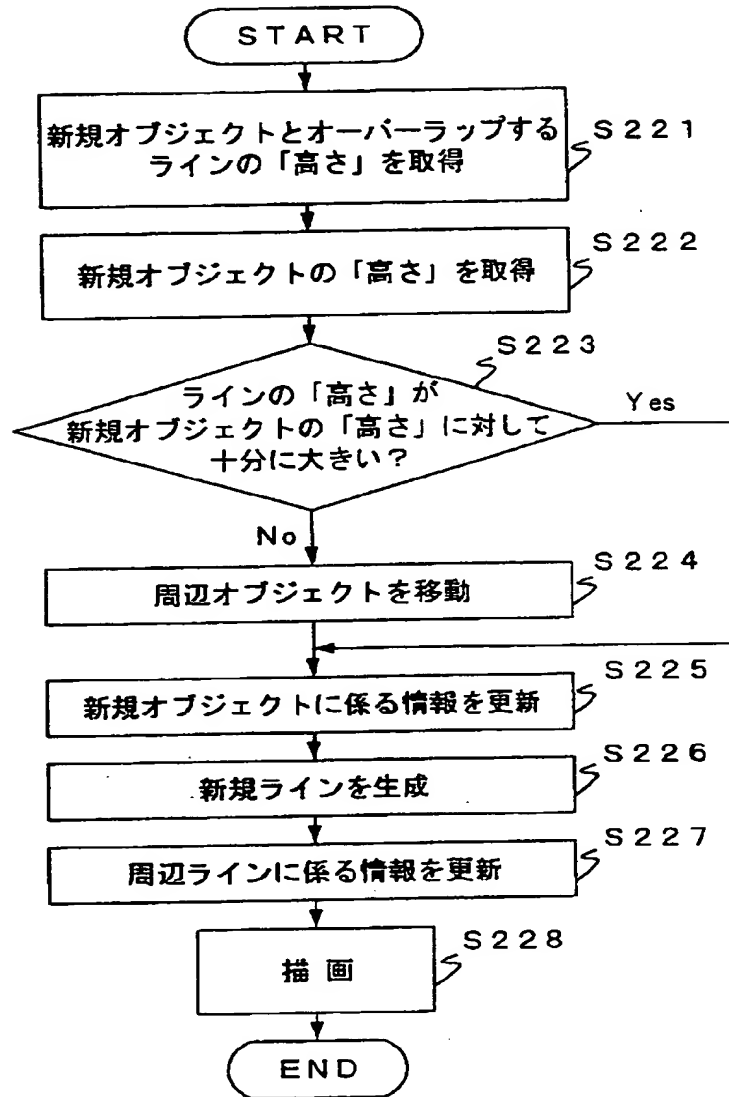 START
新規オブジェクトとオーバーラップする
ラインの「高さ」を取得
S221
S222
新規オブジェクトの「高さ」を取得
S223
ラインの「高さ」が
新規オブジェクトの「高さ」に対して
十分に大きい？
Yes
No
S224
周辺オブジェクトを移動
S225
新規オブジェクトに係る情報を更新
S226
新規ラインを生成
S227
周辺ラインに係る情報を更新
S228
描画
END